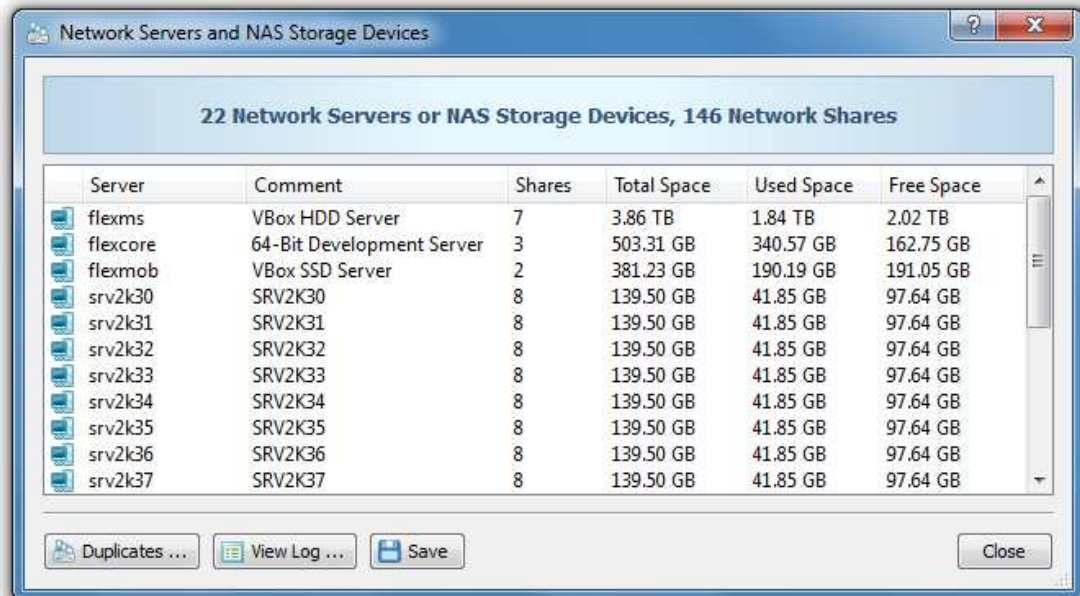 Network Servers and NAS Storage Devices
22 Network Servers or NAS Storage Devices, 146 Network Shares
Server Comment Shares Total Space Used Space Free Space
flexms VBox HDD Server 7 3.86 TB 1.84 TB 2.02 TB
flexcore 64-Bit Development Server 3 503.31 GB 340.57 GB 162.75 GB
flexmob VBox SSD Server 2 381.23 GB 190.19 GB 191.05 GB
srv2k30 SRV2K30 8 139.50 GB 41.85 GB 97.64 GB
srv2k31 SRV2K31 8 139.50 GB 41.85 GB 97.64 GB
srv2k32 SRV2K32 8 139.50 GB 41.85 GB 97.64 GB
srv2k33 SRV2K33 8 139.50 GB 41.85 GB 97.64 GB
srv2k34 SRV2K34 8 139.50 GB 41.85 GB 97.64 GB
srv2k35 SRV2K35 8 139.50 GB 41.85 GB 97.64 GB
srv2k36 SRV2K36 8 139.50 GB 41.85 GB 97.64 GB
srv2k37 SRV2K37 8 139.50 GB 41.85 GB 97.64 GB
Duplicates ... View Log ... Save Close